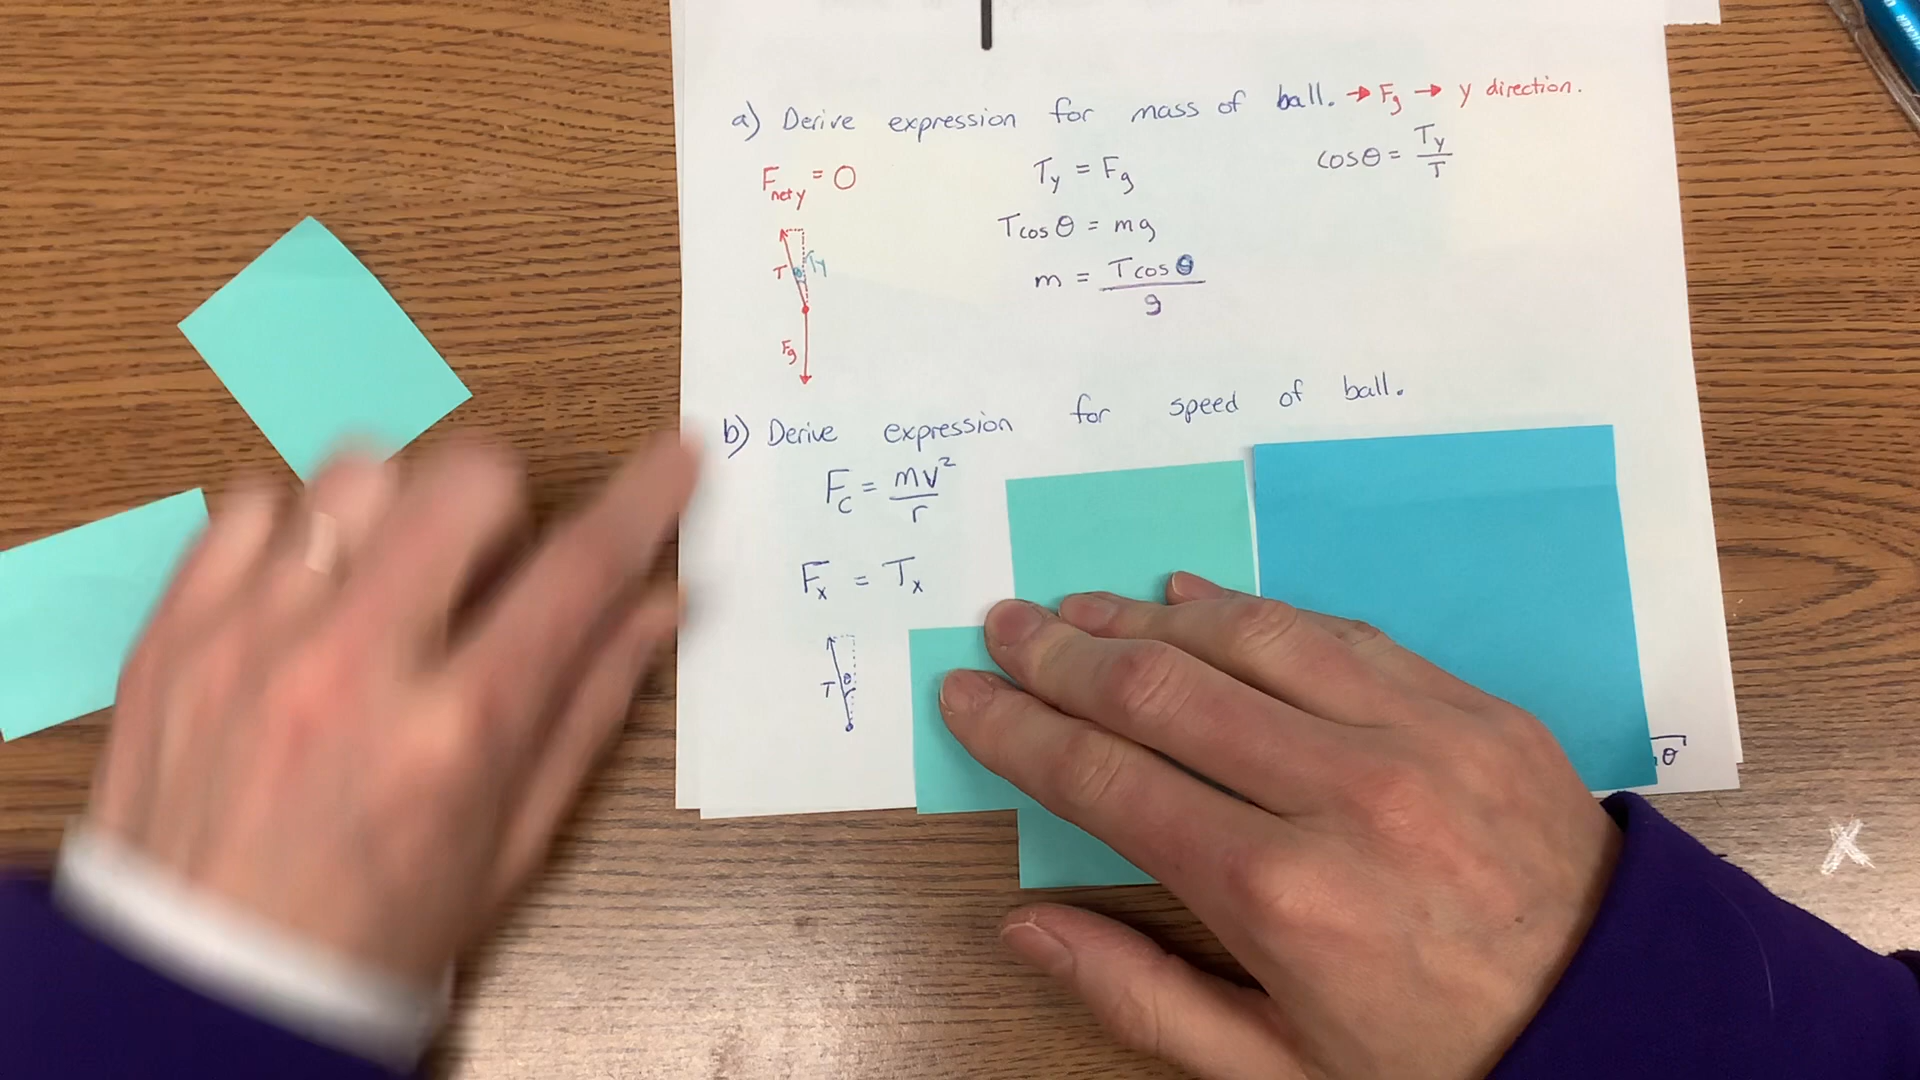 a) Derive expression for mass of ball. → Fg → y direction.
Fnet y = 0
Ty = Fg
cosθ = Ty/T
Tcosθ = mg
m = Tcosθ/g
T θ Ty
Fg
b) Derive expression for speed of ball.
Fc = mv²/r
Fx = Tx
T θ
θ
x